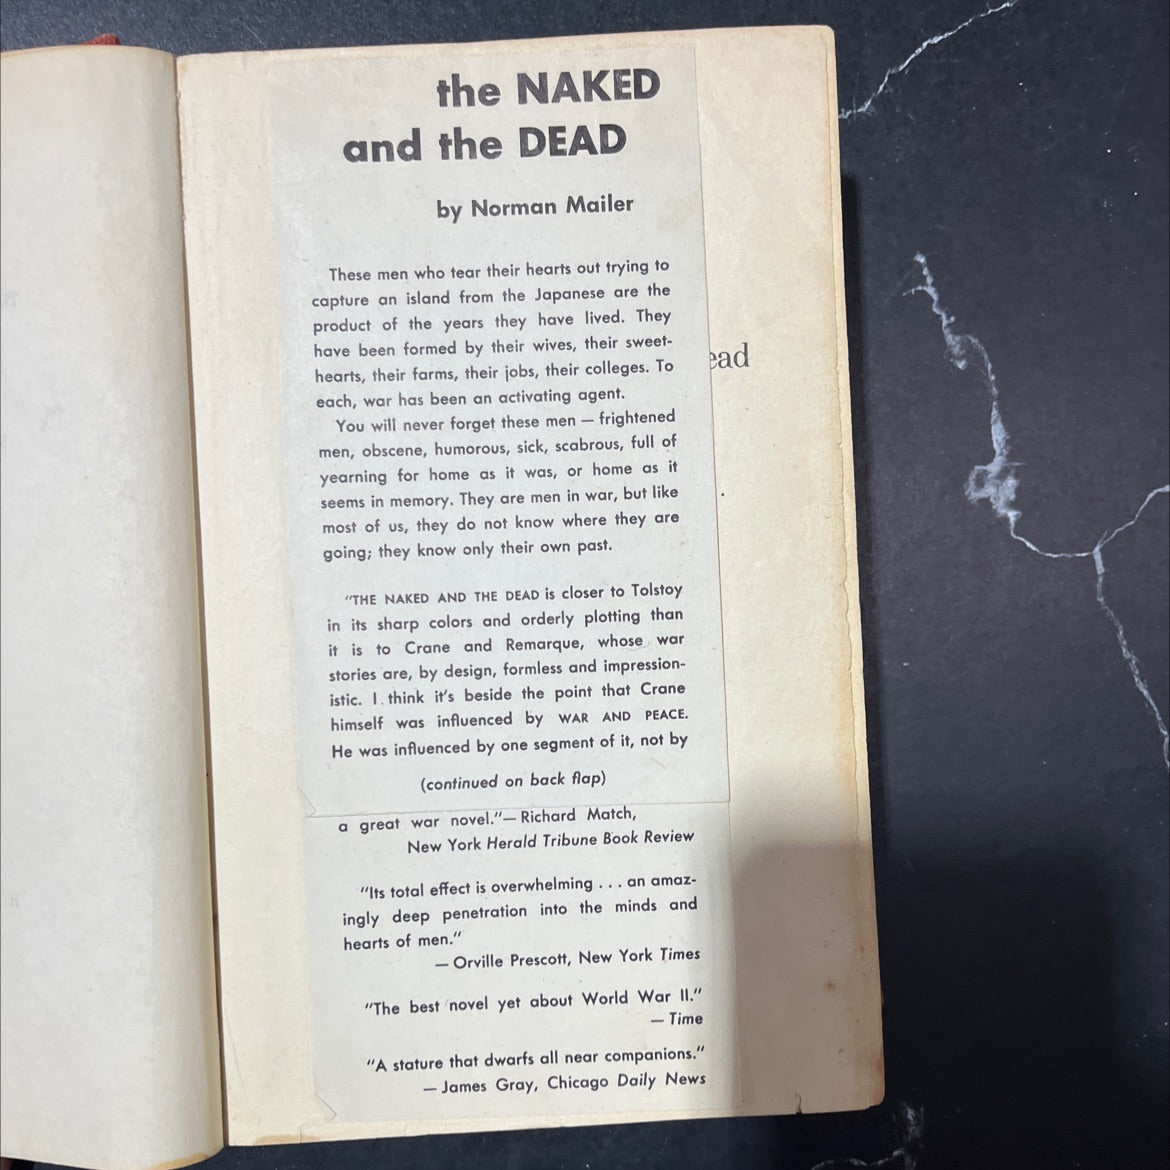 the NAKED
and the DEAD
by Norman Mailer
These men who tear their hearts out trying to
capture an island from the Japanese are the
product of the years they have lived. They
have been formed by their wives, their sweet-
hearts, their farms, their jobs, their colleges. To
each, war has been an activating agent.
You will never forget these men — frightened
men, obscene, humorous, sick, scabrous, full of
yearning for home as it was, or home as it
seems in memory. They are men in war, but like
most of us, they do not know where they are
going; they know only their own past.
"THE NAKED AND THE DEAD is closer to Tolstoy
in its sharp colors and orderly plotting than
it is to Crane and Remarque, whose war
stories are, by design, formless and impression-
istic. I think it's beside the point that Crane
himself was influenced by WAR AND PEACE.
He was influenced by one segment of it, not by
(continued on back flap)
a great war novel."— Richard Match,
New York Herald Tribune Book Review
"Its total effect is overwhelming . . . an amaz-
ingly deep penetration into the minds and
hearts of men."
— Orville Prescott, New York Times
"The best novel yet about World War II."
— Time
"A stature that dwarfs all near companions."
— James Gray, Chicago Daily News
ead